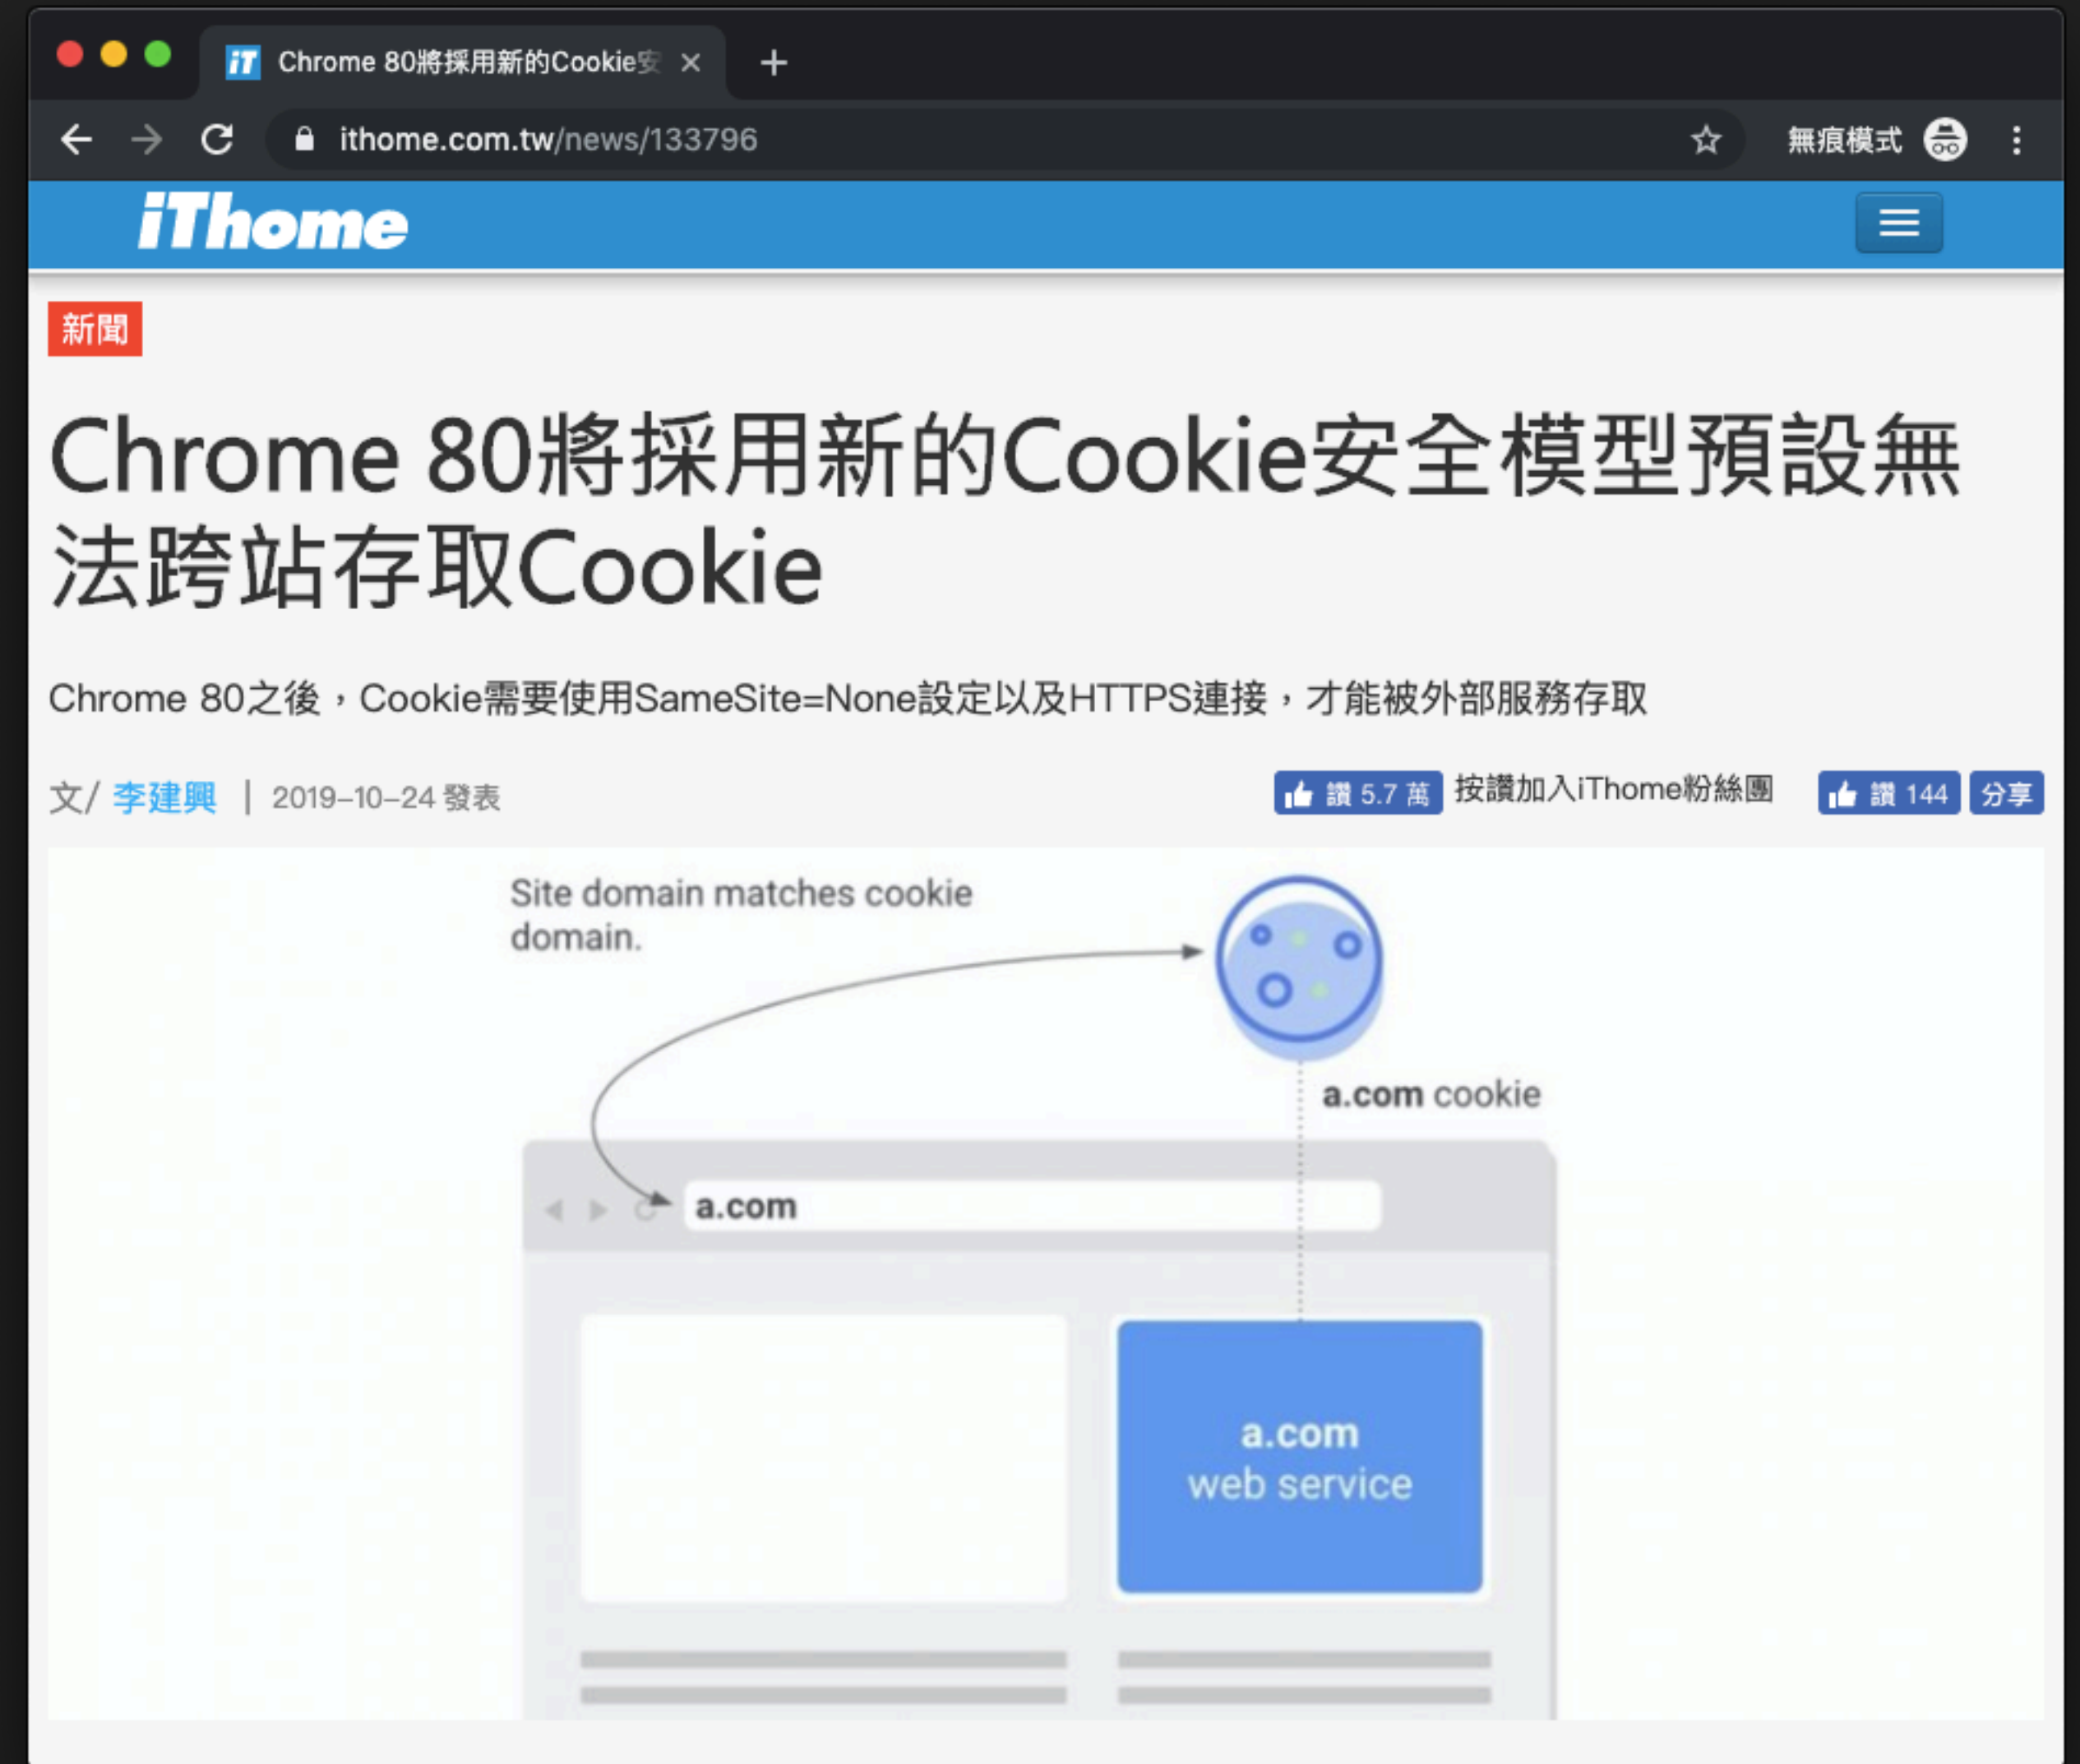 iT Chrome 80將採用新的Cookie安
ithome.com.tw/news/133796
無痕模式
iThome
新聞
Chrome 80將採用新的Cookie安全模型預設無
法跨站存取Cookie
Chrome 80之後，Cookie需要使用SameSite=None設定以及HTTPS連接，才能被外部服務存取
文/ 李建興 | 2019-10-24 發表
讚 5.7 萬 按讚加入iThome粉絲團 讚 144 分享
Site domain matches cookie
domain.
a.com cookie
a.com
a.com
web service